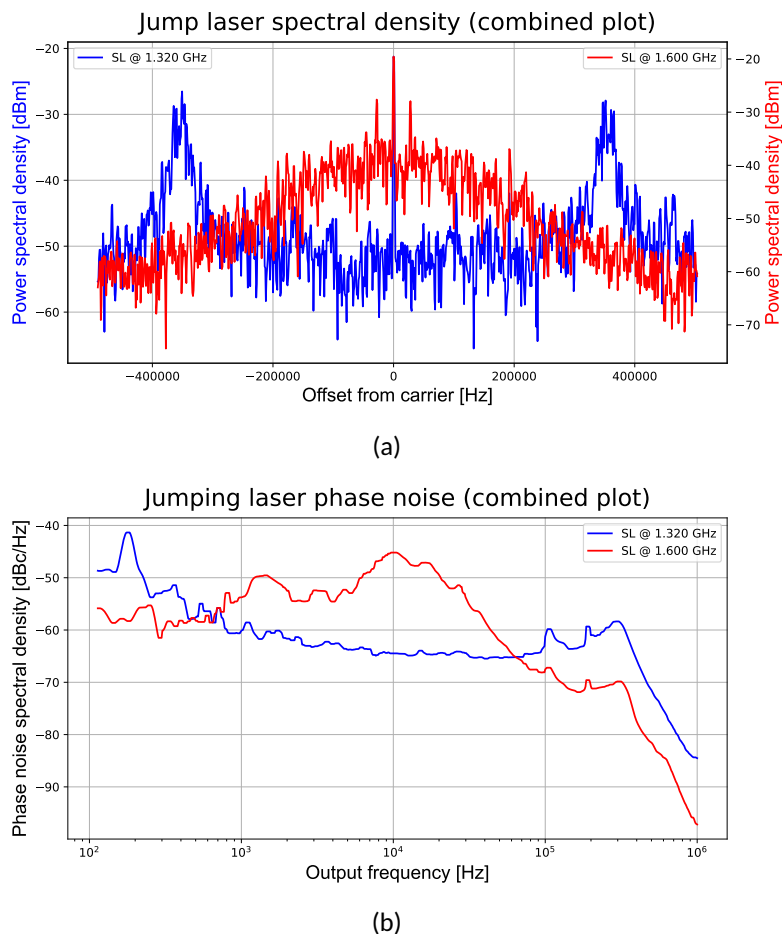 Jump laser spectral density (combined plot)
SL @ 1.320 GHz
SL @ 1.600 GHz
Power spectral density [dBm]
Power spectral density [dBm]
−20
−30
−40
−50
−60
−20
−30
−40
−50
−60
−70
−400000 −200000 0 200000 400000
Offset from carrier [Hz]
(a)
Jumping laser phase noise (combined plot)
SL @ 1.320 GHz
SL @ 1.600 GHz
Phase noise spectral density [dBc/Hz]
−40
−50
−60
−70
−80
−90
10² 10³ 10⁴ 10⁵ 10⁶
Output frequency [Hz]
(b)